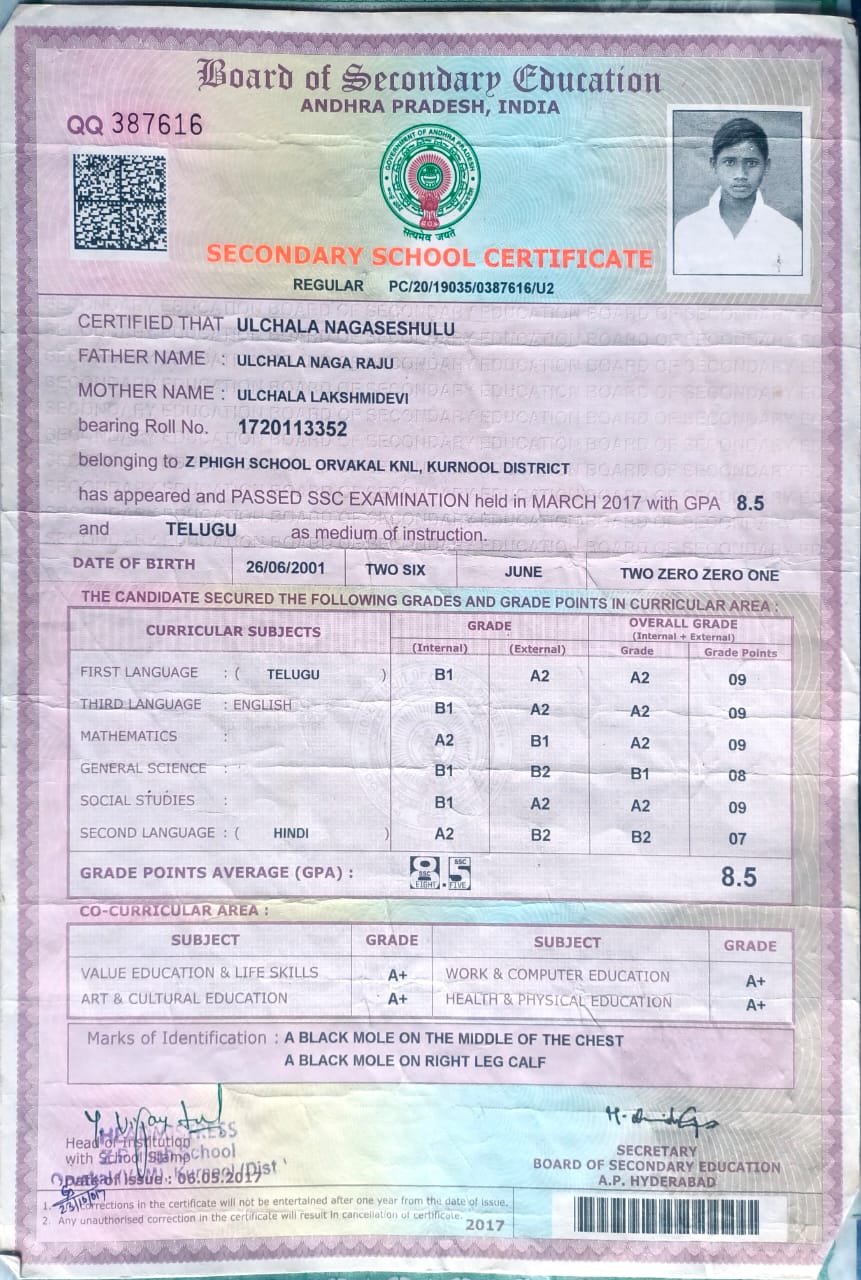 Board of Secondary Education
ANDHRA PRADESH, INDIA
QQ 387616
GOVERNMENT OF ANDHRA PRADESH
सत्यमेव जयते
SECONDARY SCHOOL CERTIFICATE
REGULAR PC/20/19035/0387616/U2
CERTIFIED THAT ULCHALA NAGASESHULU
FATHER NAME : ULCHALA NAGA RAJU
MOTHER NAME : ULCHALA LAKSHMIDEVI
bearing Roll No. 1720113352
belonging to Z PHIGH SCHOOL ORVAKAL KNL, KURNOOL DISTRICT
has appeared and PASSED SSC EXAMINATION held in MARCH 2017 with GPA 8.5
and TELUGU as medium of instruction.
DATE OF BIRTH 26/06/2001 TWO SIX JUNE TWO ZERO ZERO ONE
THE CANDIDATE SECURED THE FOLLOWING GRADES AND GRADE POINTS IN CURRICULAR AREA :
CURRICULAR SUBJECTS GRADE OVERALL GRADE
(Internal + External)
(Internal) (External) Grade Grade Points
FIRST LANGUAGE : ( TELUGU ) B1 A2 A2 09
THIRD LANGUAGE : ENGLISH B1 A2 A2 09
MATHEMATICS : A2 B1 A2 09
GENERAL SCIENCE : B1 B2 B1 08
SOCIAL STUDIES : B1 A2 A2 09
SECOND LANGUAGE : ( HINDI ) A2 B2 B2 07
GRADE POINTS AVERAGE (GPA) : 8 SSC EIGHT . 5 SSC FIVE 8.5
CO-CURRICULAR AREA :
SUBJECT GRADE SUBJECT GRADE
VALUE EDUCATION & LIFE SKILLS A+ WORK & COMPUTER EDUCATION A+
ART & CULTURAL EDUCATION A+ HEALTH & PHYSICAL EDUCATION A+
Marks of Identification : A BLACK MOLE ON THE MIDDLE OF THE CHEST
A BLACK MOLE ON RIGHT LEG CALF
Head of Institution
with School Stamp
School
Kurnool Dist
Date of Issue : 06.05.2017
23/10/017
SECRETARY
BOARD OF SECONDARY EDUCATION
A.P. HYDERABAD
1. Corrections in the certificate will not be entertained after one year from the date of issue.
2. Any unauthorised correction in the certificate will result in cancellation of certificate.
2017